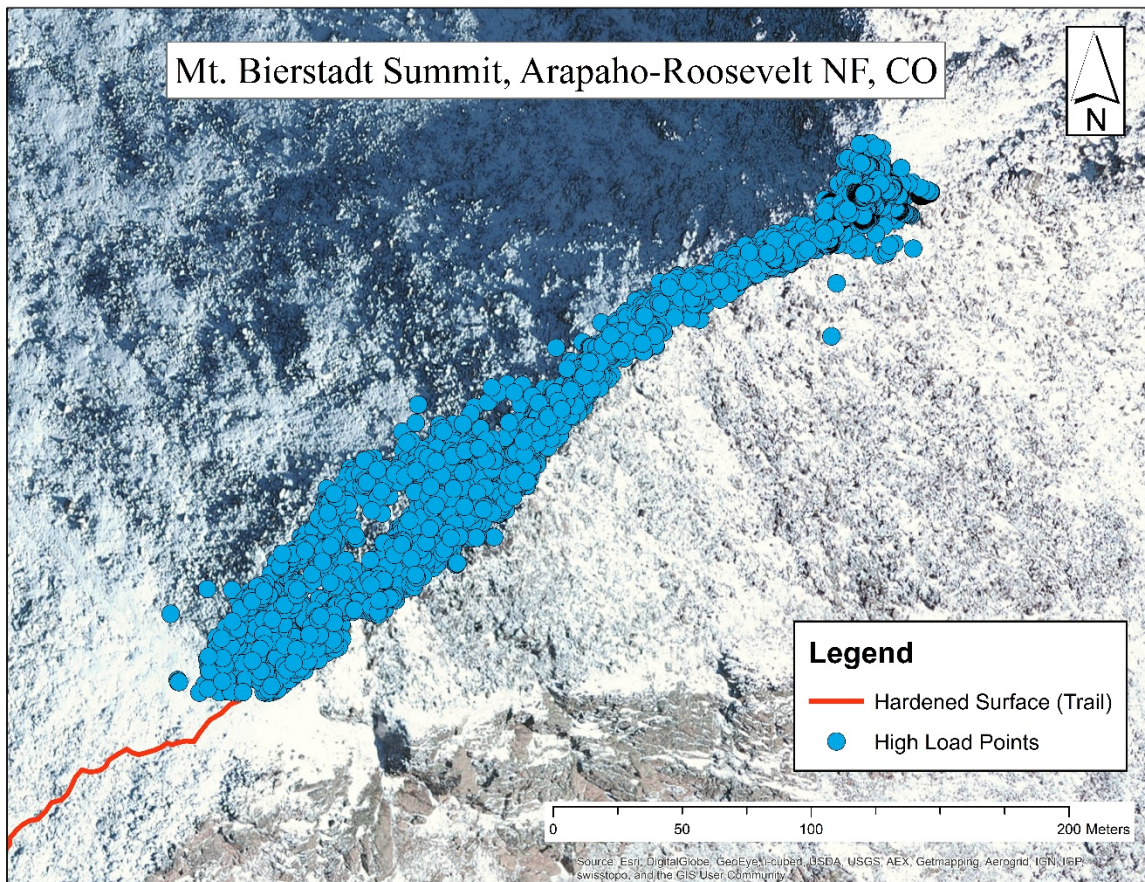 Mt. Bierstadt Summit, Arapaho-Roosevelt NF, CO
N
Legend
Hardened Surface (Trail)
High Load Points
0 50 100 200 Meters
Source: Esri, DigitalGlobe, GeoEye, i-cubed, USDA, USGS, AEX, Getmapping, Aerogrid, IGN, IGP,
swisstopo, and the GIS User Community